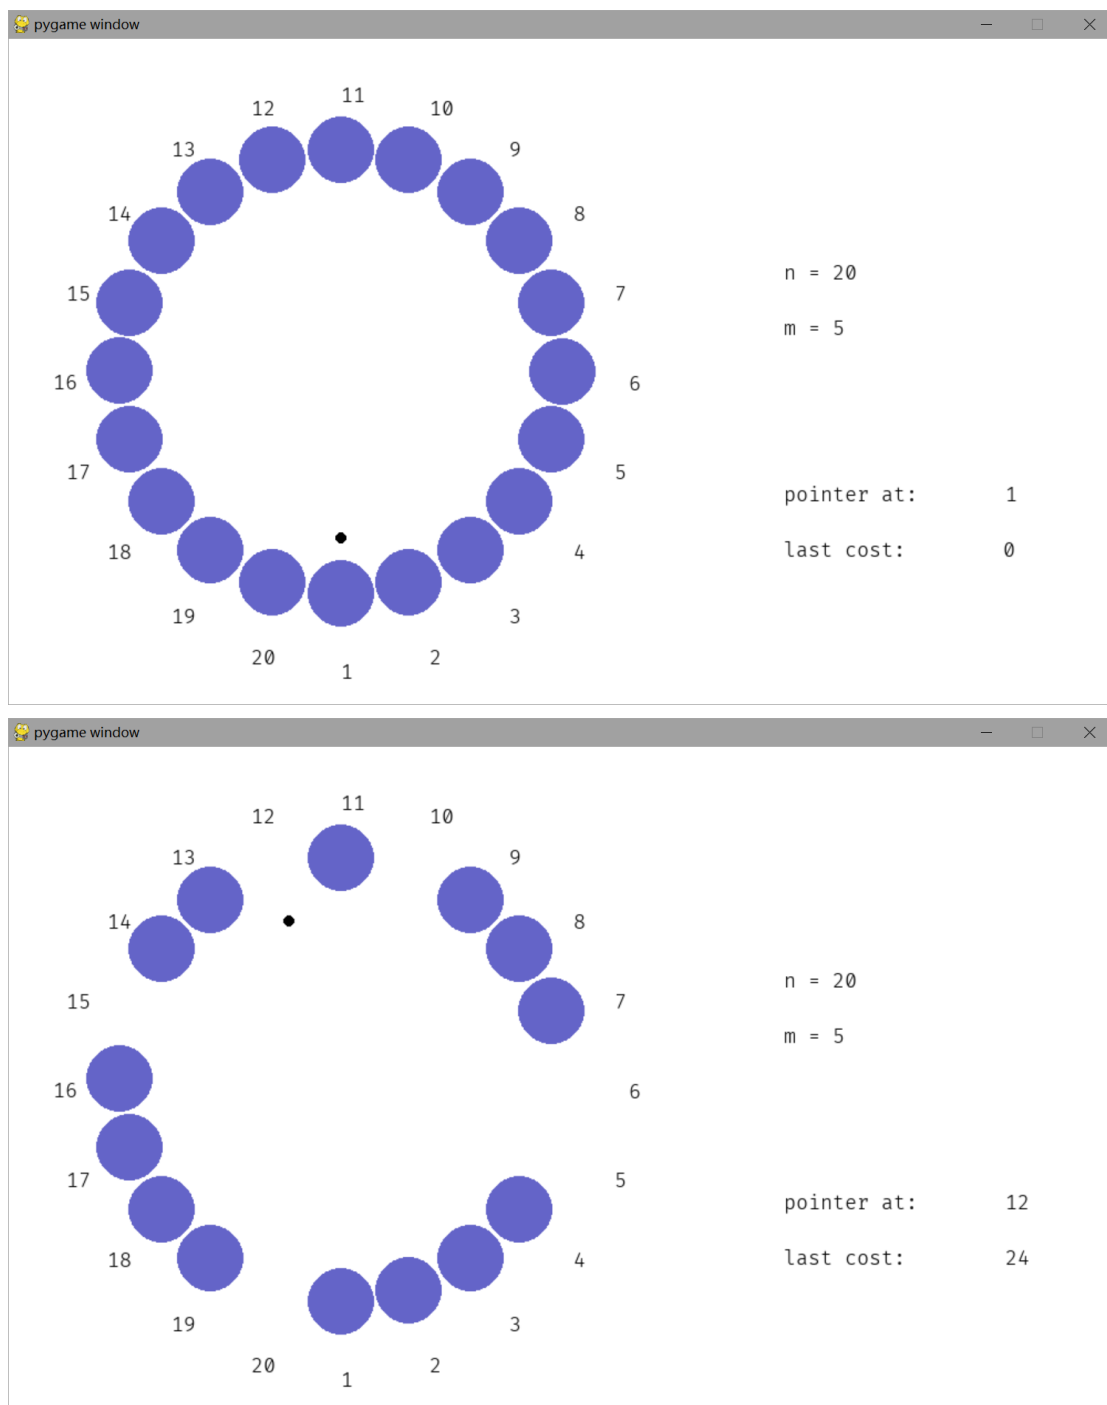 pygame window
11
12 10
13 9
14 8
15 7
n = 20
m = 5
16 6
17 5
18 4
19 3
20 2
1
pointer at: 1
last cost: 0
pygame window
11
12 10
13 9
14 8
15 7
n = 20
m = 5
16 6
17 5
18 4
19 3
20 2
1
pointer at: 12
last cost: 24